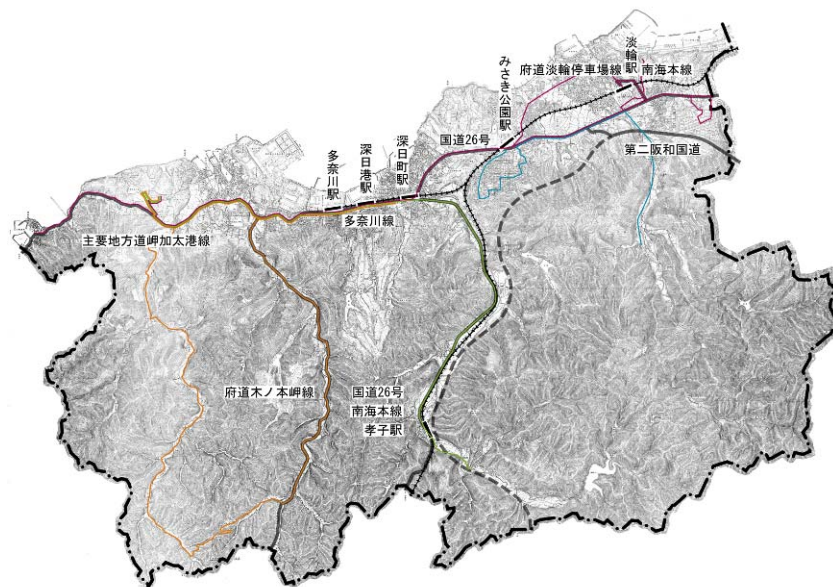 淡輪駅
府道淡輪停車場線
南海本線
みさき公園駅
国道26号
第二阪和国道
深日町駅
深日港駅
多奈川駅
多奈川線
主要地方道岬加太港線
府道木ノ本岬線
国道26号
南海本線
孝子駅